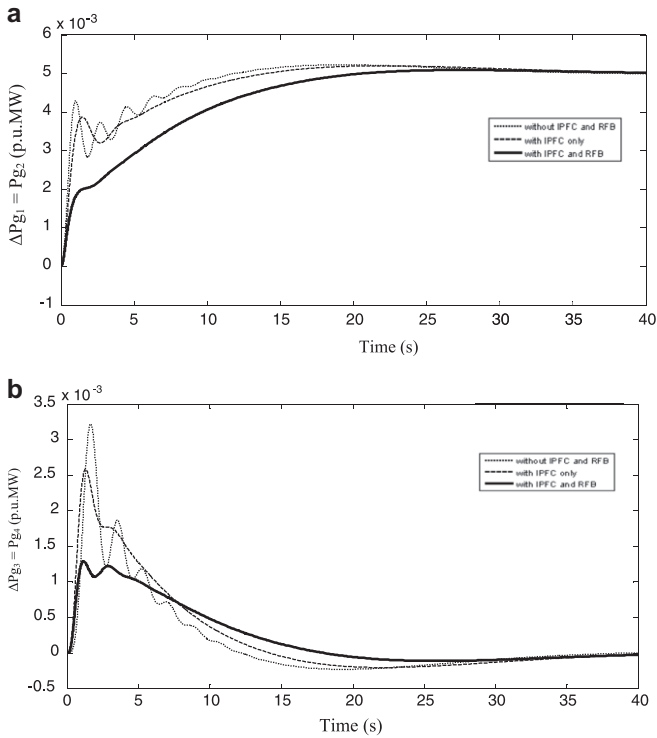 a
x 10⁻³
6
5
4
3
2
1
0
-1
ΔPg₁ = Pg₂ (p.u.MW)
without IPFC and RFB
with IPFC only
with IPFC and RFB
0 5 10 15 20 25 30 35 40
Time (s)
b
x 10⁻³
3.5
3
2.5
2
1.5
1
0.5
0
-0.5
ΔPg₃ = Pg₄ (p.u.MW)
without IPFC and RFB
with IPFC only
with IPFC and RFB
0 5 10 15 20 25 30 35 40
Time (s)